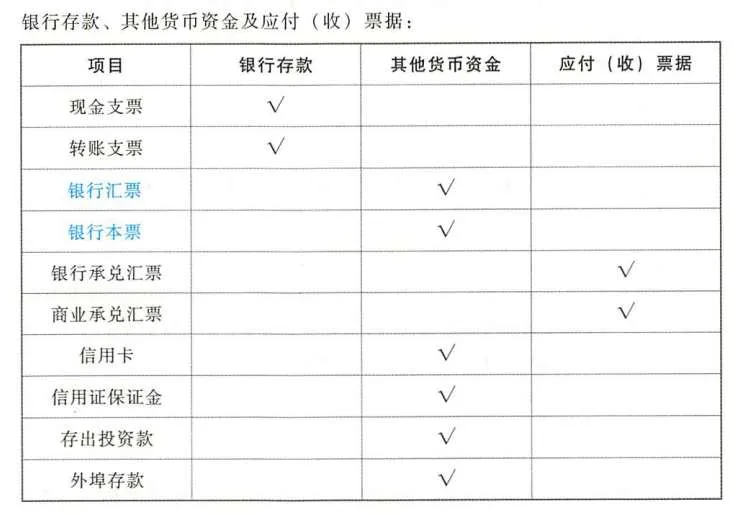 银行存款、其他货币资金及应付（收）票据：
项目 银行存款 其他货币资金 应付（收）票据
现金支票 √
转账支票 √
银行汇票 √
银行本票 √
银行承兑汇票 √
商业承兑汇票 √
信用卡 √
信用证保证金 √
存出投资款 √
外埠存款 √